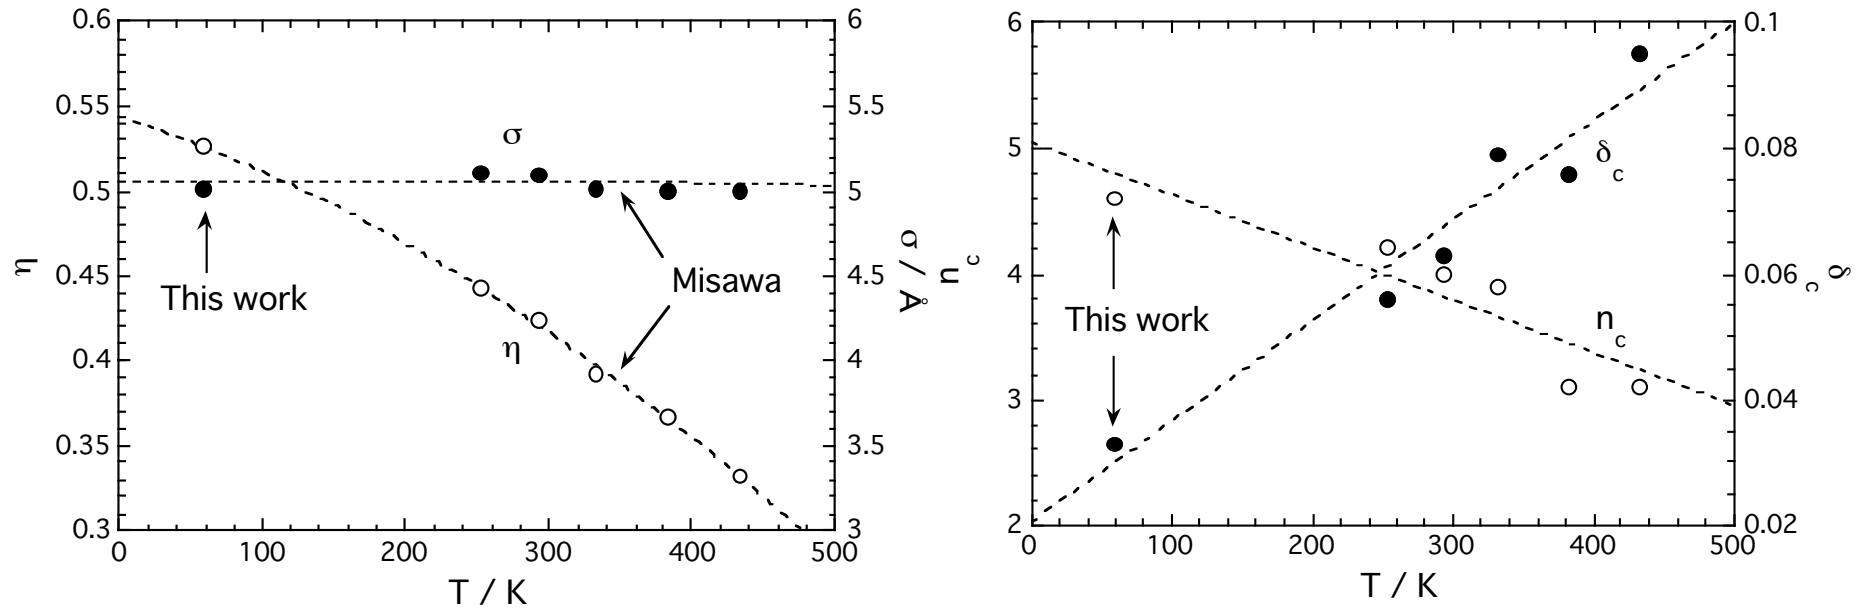 0.6
0.55
0.5
0.45
0.4
0.35
0.3
η
0
100
200
300
400
500
T / K
6
5.5
5
4.5
4
3.5
3
σ / Å
σ
η
This work
Misawa
6
5
4
3
2
n c
0
100
200
300
400
500
T / K
0.1
0.08
0.06
0.04
0.02
δ c
δ c
n c
This work